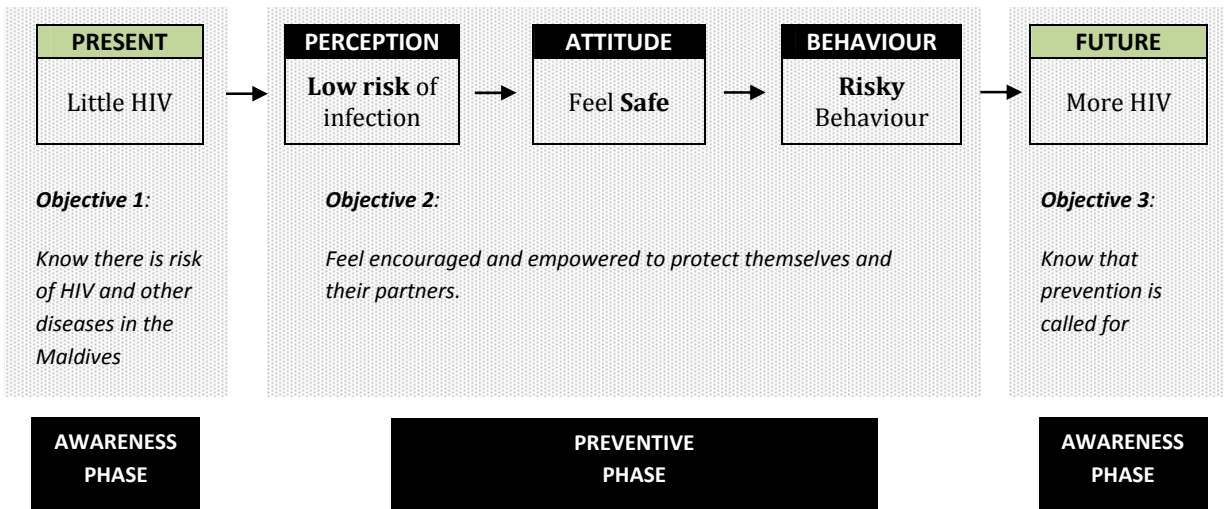 PRESENT
Little HIV
PERCEPTION
Low risk of
infection
ATTITUDE
Feel Safe
BEHAVIOUR
Risky
Behaviour
FUTURE
More HIV
Objective 1:
Know there is risk
of HIV and other
diseases in the
Maldives
Objective 2:
Feel encouraged and empowered to protect themselves and
their partners.
Objective 3:
Know that
prevention is
called for
AWARENESS
PHASE
PREVENTIVE
PHASE
AWARENESS
PHASE